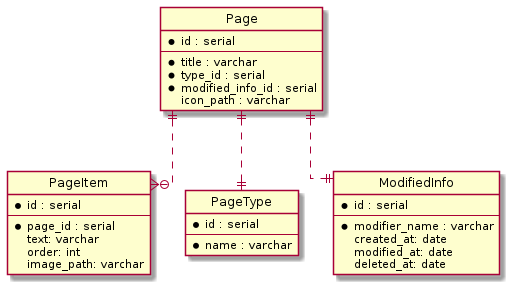 Page
id : serial
title : varchar
type_id : serial
modified_info_id : serial
icon_path : varchar
PageItem
id : serial
page_id : serial
text: varchar
order: int
image_path: varchar
PageType
id : serial
name : varchar
ModifiedInfo
id : serial
modifier_name : varchar
created_at: date
modified_at: date
deleted_at: date